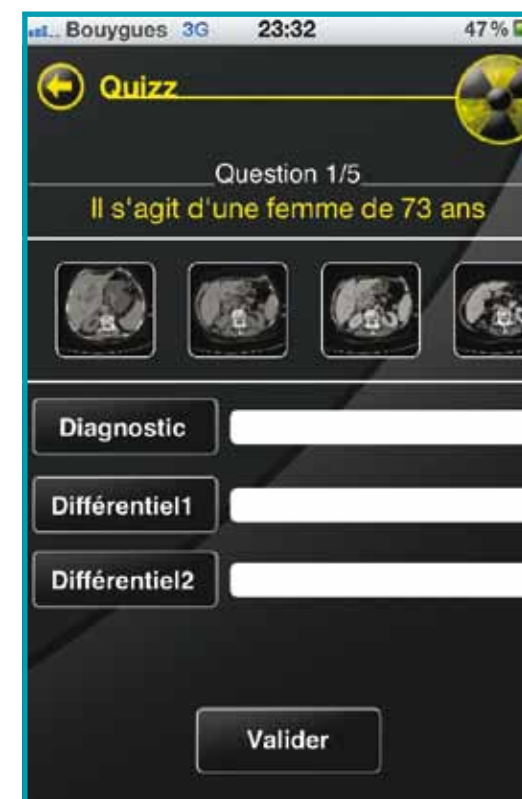 Bouygues 3G 23:32 47%
Quizz
Question 1/5
Il s'agit d'une femme de 73 ans
Diagnostic
Différentiel1
Différentiel2
Valider